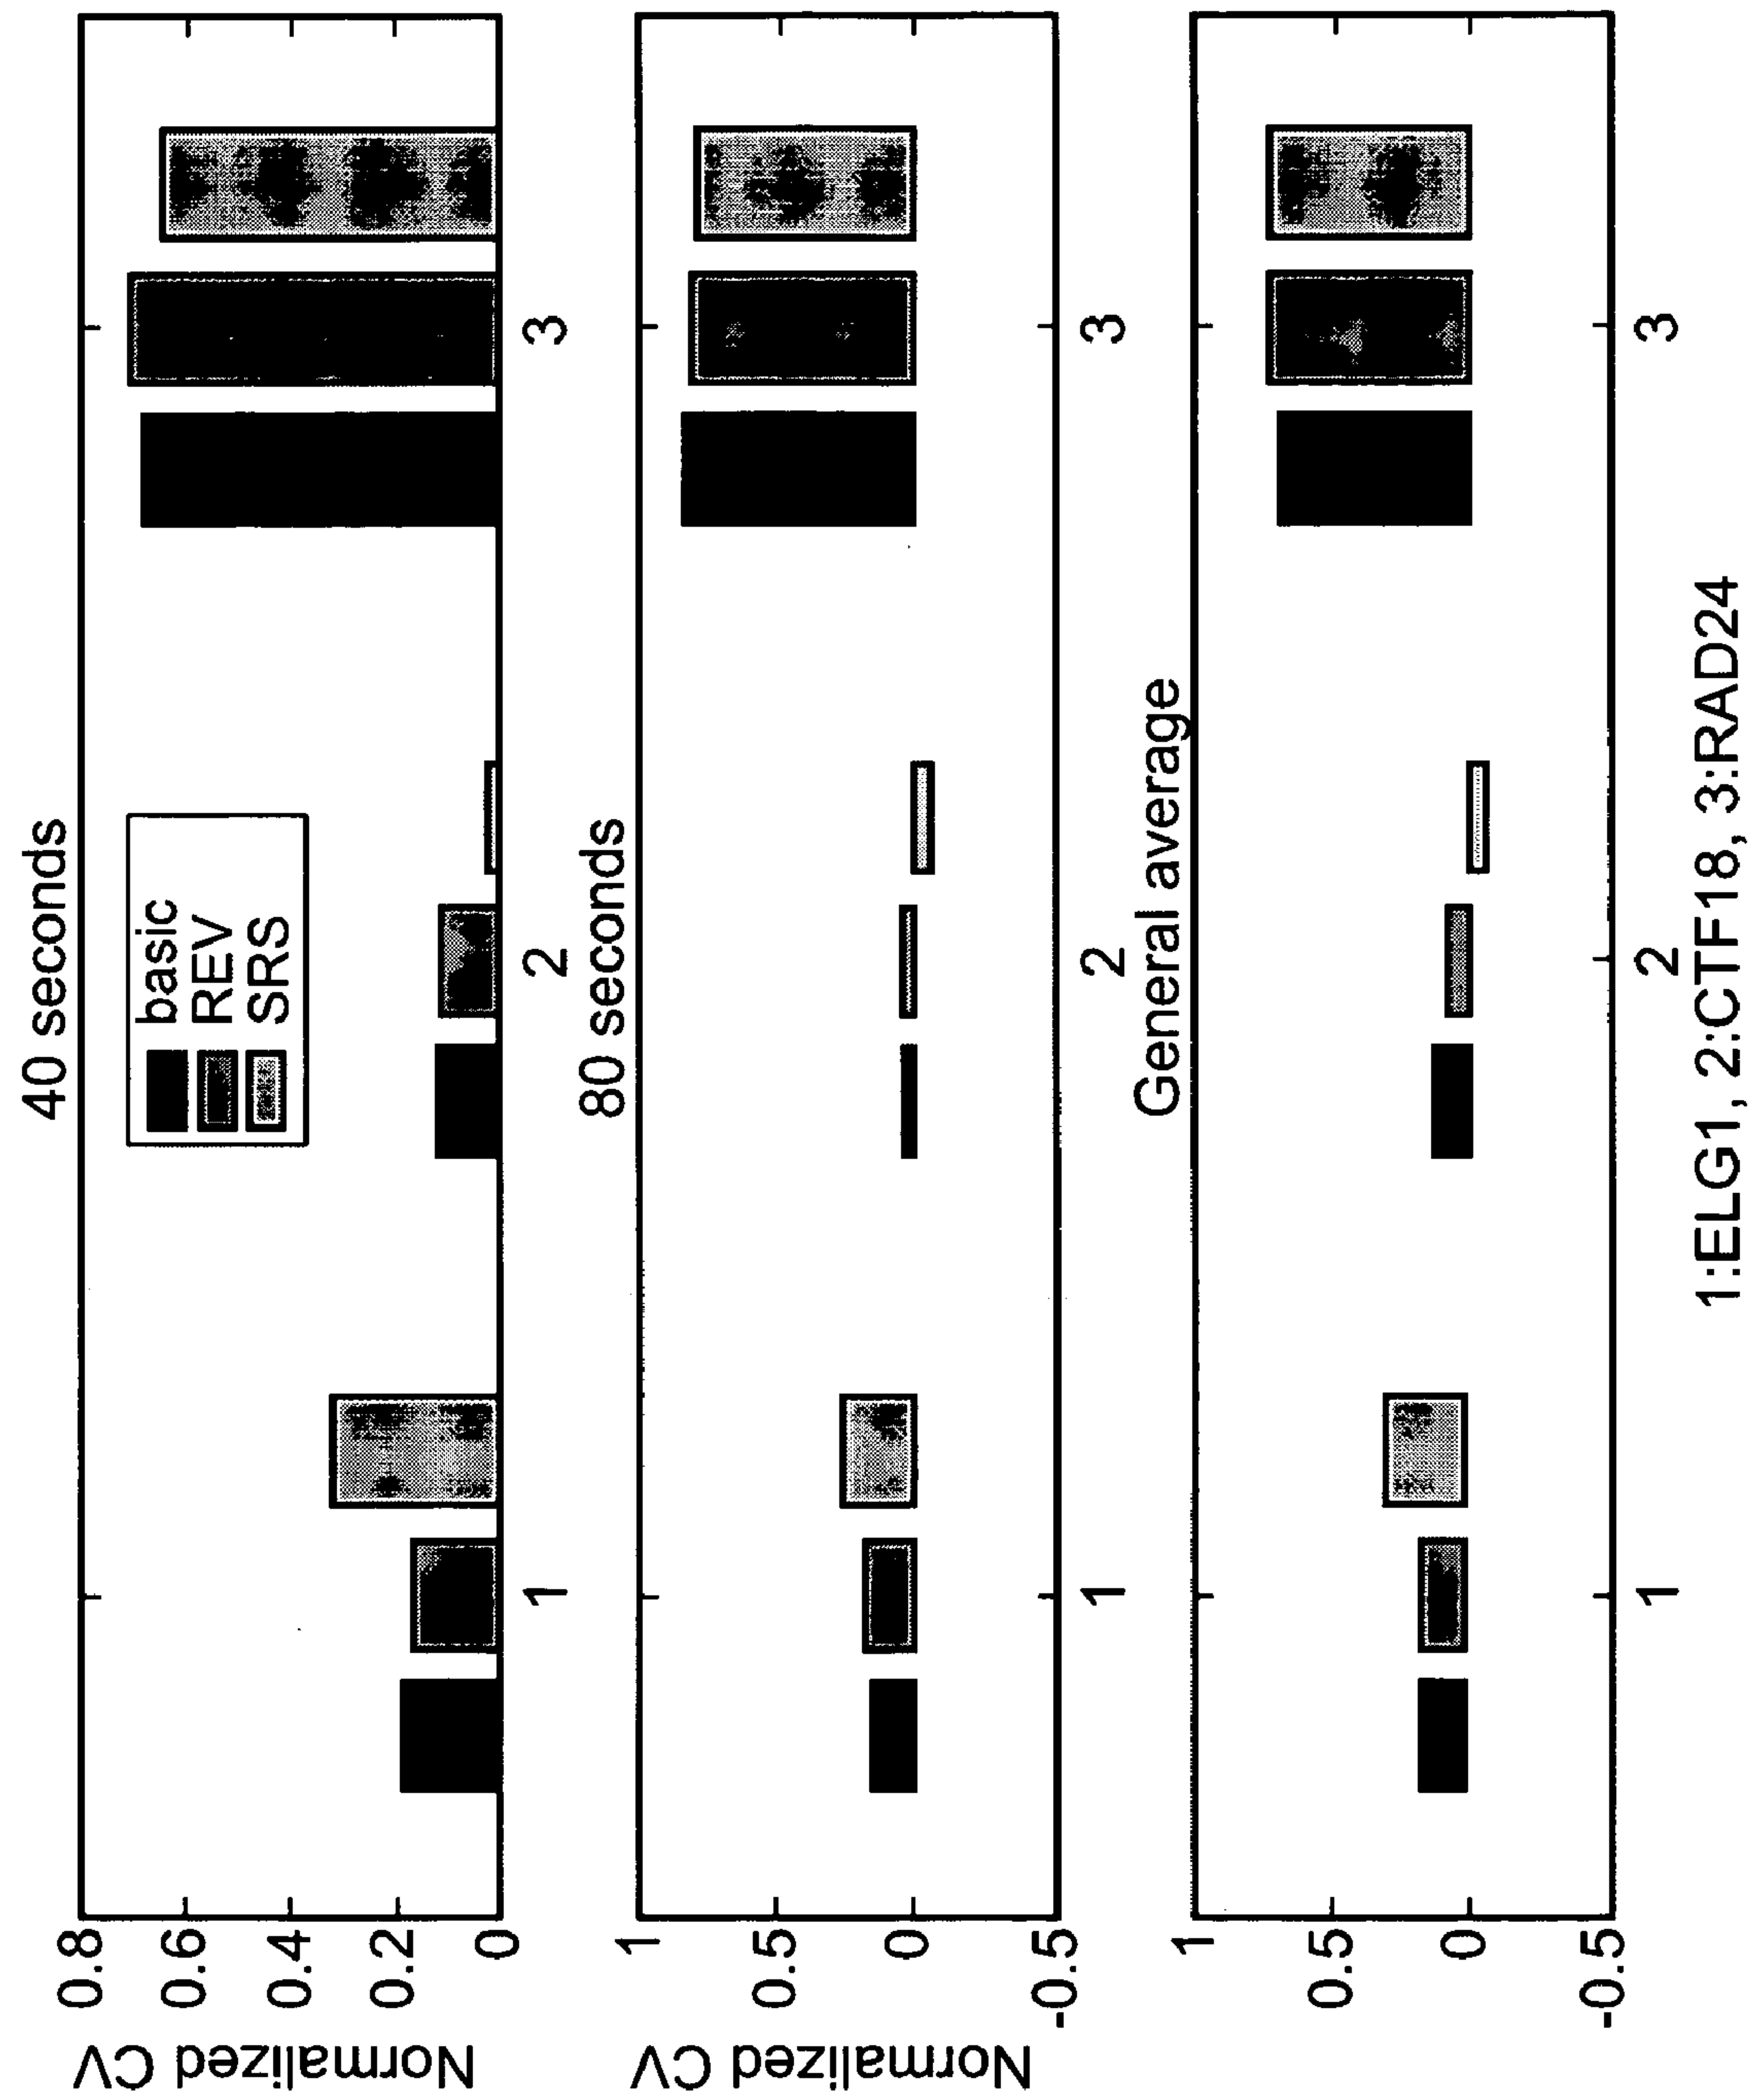 40 seconds
Normalized CV
0.8
0.6
0.4
0.2
0
basic
REV
SRS
1
2
3
80 seconds
Normalized CV
1
0.5
0
-0.5
1
2
3
General average
1
0.5
0
-0.5
1
2
3
1:ELG1, 2:CTF18, 3:RAD24